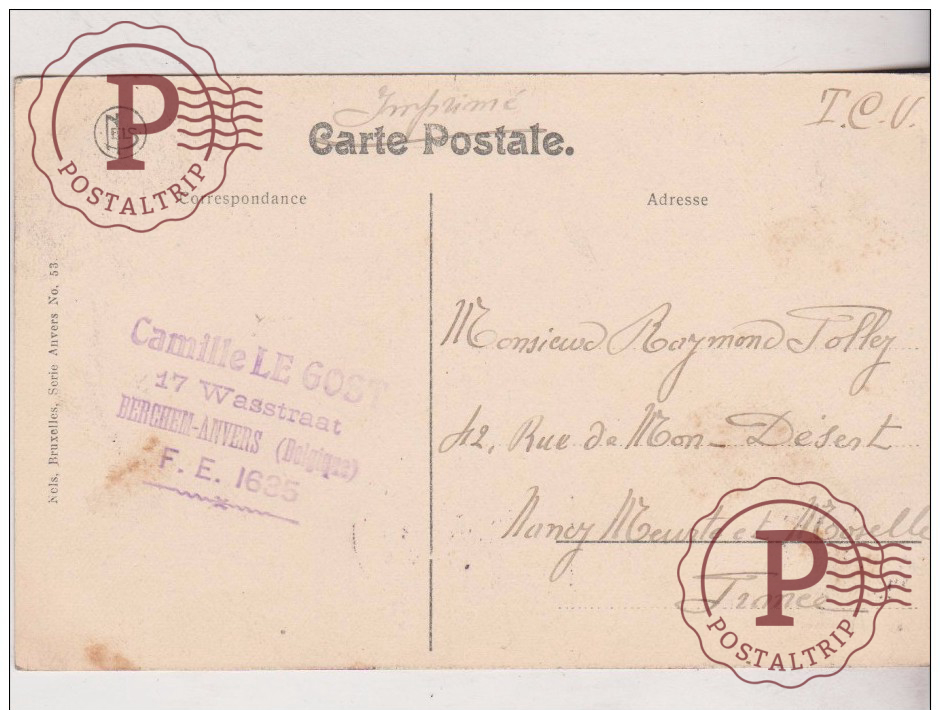 Imprimé
T.C.V.
Carte Postale.
P
POSTALTRIP
Correspondance
Adresse
Nels, Bruxelles, Serie Anvers No. 53.
Camille LE GOST
17 Wasstraat
BERCHEM-ANVERS (Belgique)
F. E. 1635
Monsieur Raymond Polley
42, Rue de Mon-Désert
Nancy Meurthe et Moselle
France
P
POSTALTRIP